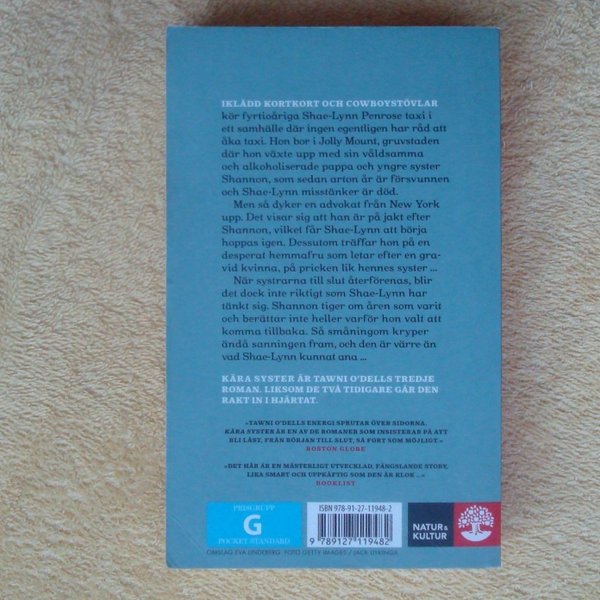 IKLÄDD KORTKORT OCH COWBOYSTÖVLAR
kör fyrtioåriga Shae-Lynn Penrose taxi i
ett samhälle där ingen egentligen har råd att
åka taxi. Hon bor i Jolly Mount, gruvstaden
där hon växte upp med sin våldsamma
och alkoholiserade pappa och yngre syster
Shannon, som sedan arton år är försvunnen
och Shae-Lynn misstänker är död.
Men så dyker en advokat från New York
upp. Det visar sig att han är på jakt efter
Shannon, vilket får Shae-Lynn att börja
hoppas igen. Dessutom träffar hon på en
desperat hemmafru som letar efter en gra-
vid kvinna, på pricken lik hennes syster ...
När systrarna till slut återförenas, blir
det dock inte riktigt som Shae-Lynn har
tänkt sig. Shannon tiger om åren som varit
och berättar inte heller varför hon valt att
komma tillbaka. Så småningom kryper
ändå sanningen fram, och den är värre än
vad Shae-Lynn kunnat ana ...
KÄRA SYSTER ÄR TAWNI O'DELLS TREDJE
ROMAN. LIKSOM DE TVÅ TIDIGARE GÅR DEN
RAKT IN I HJÄRTAT.
»TAWNI O'DELLS ENERGI SPRUTAR ÖVER SIDORNA.
KÄRA SYSTER ÄR EN AV DE ROMANER SOM INSISTERAR PÅ ATT
BLI LÄST, FRÅN BÖRJAN TILL SLUT, SÅ FORT SOM MÖJLIGT.«
BOSTON GLOBE
»DET HÄR ÄR EN MÄSTERLIGT UTVECKLAD, FÄNGSLANDE STORY,
LIKA SMART OCH UPPKÄFTIG SOM DEN ÄR KLOK ...«
BOOKLIST
PRISGRUPP
G
POCKET STANDARD
ISBN 978-91-27-11948-2
9 789127 119482
NATUR &
KULTUR
OMSLAG EVA LINDEBERG FOTO GETTY IMAGES / JACK DYKINGA